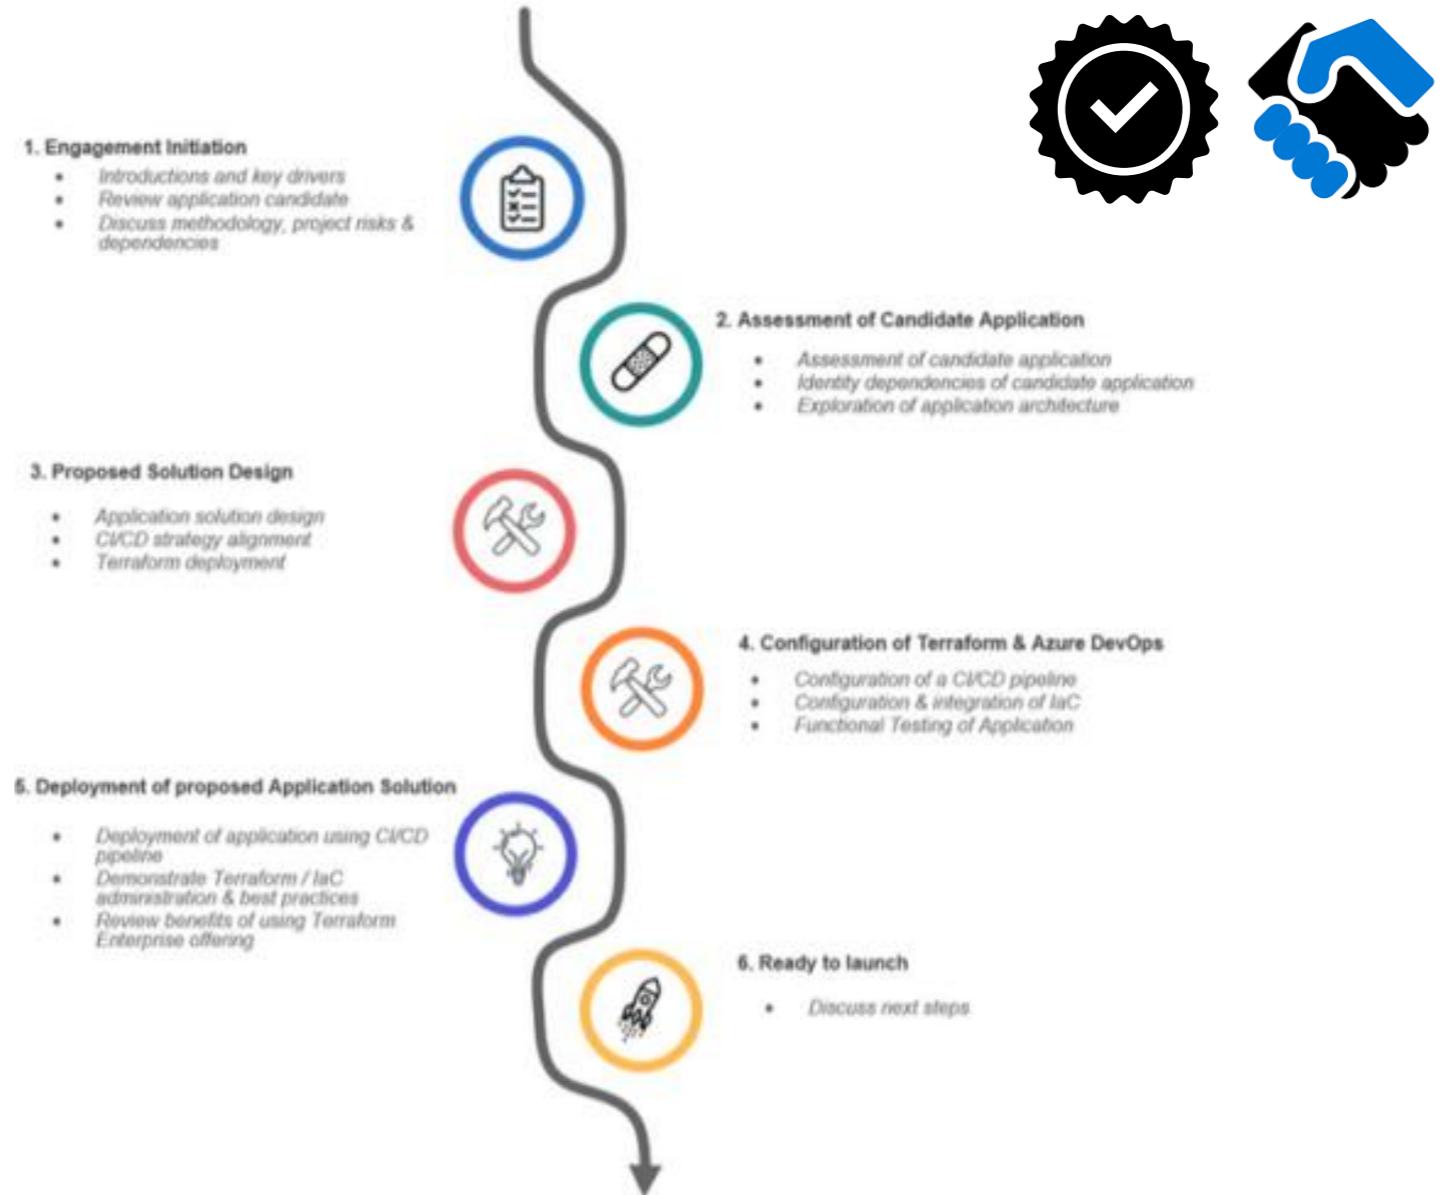 1. Engagement Initiation
• Introductions and key drivers
• Review application candidate
• Discuss methodology, project risks &
dependencies
2. Assessment of Candidate Application
• Assessment of candidate application
• Identity dependencies of candidate application
• Exploration of application architecture
3. Proposed Solution Design
• Application solution design
• CI/CD strategy alignment
• Terraform deployment
4. Configuration of Terraform & Azure DevOps
• Configuration of a CI/CD pipeline
• Configuration & integration of IaC
• Functional Testing of Application
5. Deployment of proposed Application Solution
• Deployment of application using CI/CD
pipeline
• Demonstrate Terraform / IaC
administration & best practices
• Review benefits of using Terraform
Enterprise offering
6. Ready to launch
• Discuss next steps